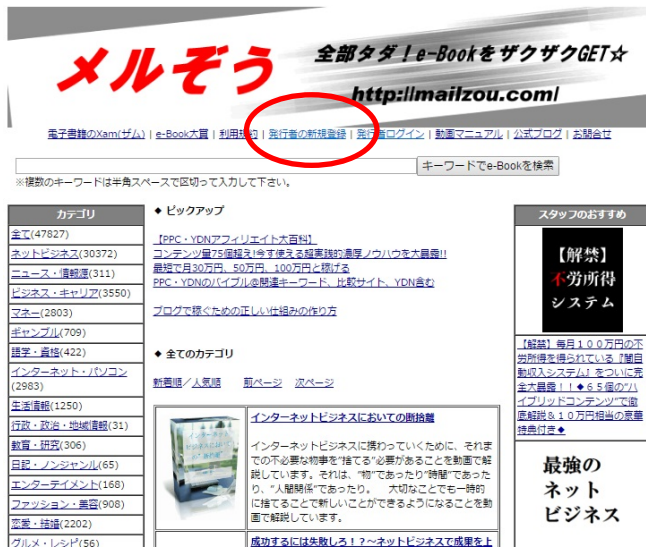 メルぞう
全部タダ!e-BookをザクザクGET☆
http://mailzou.com/
電子書籍のXam(ザム) | e-Book大賞 | 利用規約 | 発行者の新規登録 | 発行者ログイン | 動画マニュアル | 公式ブログ | お問合せ
キーワードでe-Bookを検索
※複数のキーワードは半角スペースで区切って入力して下さい。
カテゴリ
全て(47827)
ネットビジネス(30372)
ニュース・情報源(311)
ビジネス・キャリア(3550)
マネー(2803)
ギャンブル(709)
語学・資格(422)
インターネット・パソコン
(2983)
生活情報(1250)
行政・政治・地域情報(31)
教育・研究(306)
日記・ノンジャンル(65)
エンターテイメント(168)
ファッション・美容(908)
恋愛・結婚(2202)
グルメ・レシピ(56)
◆ ピックアップ
【PPC・YDNアフィリエイト大百科】
コンテンツ量75個超え!今すぐ使える超実践的濃厚ノウハウを大暴露!!
最短で月30万円、50万円、100万円と稼げる
PPC・YDNのバイブル@関連キーワード、比較サイト、YDN含む
ブログで稼ぐための正しい仕組みの作り方
◆ 全てのカテゴリ
新着順／人気順 前ページ 次ページ
インターネット
ビジネスにおいて
の"断捨離"
インターネットビジネスにおいての断捨離
インターネットビジネスに携わっていくために、それま
での不必要な物事を"捨てる"必要があることを動画で解
説しています。それは、"物"であったり"時間"であった
り、"人間関係"であったり。 大切なことでも一時的
に捨てることで新しいことができるようになることを動
画で解説しています。
成功するには失敗しろ！？～ネットビジネスで成果を上
スタッフのおすすめ
【解禁】
不労所得
システム
【解禁】毎月１００万円の不
労所得を得られている『闇自
動収入システム』をついに完
全大暴露！！◆６５個の"ハ
イブリッドコンテンツ"で徹
底解説＆１０万円相当の豪華
特典付き◆
最強の
ネット
ビジネス